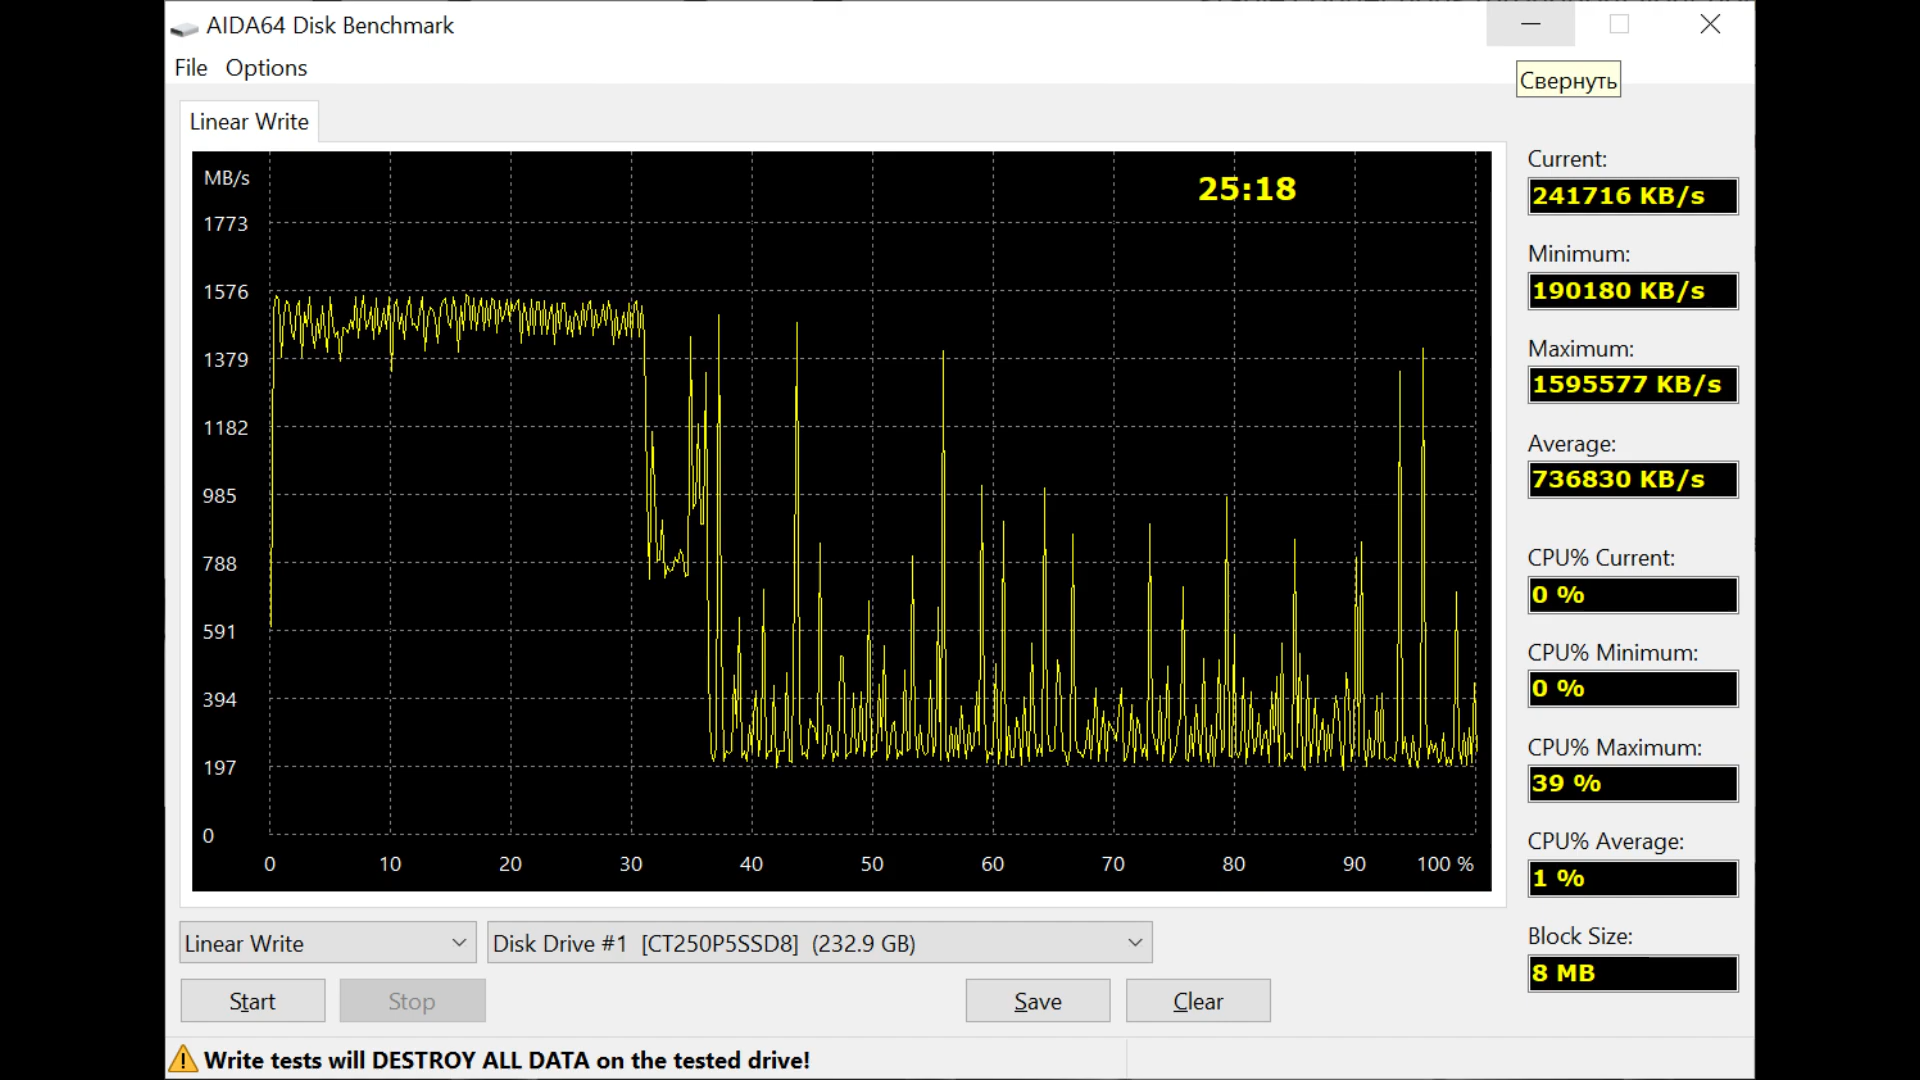 AIDA64 Disk Benchmark
File Options
Свернуть
Linear Write
MB/s
25:18
1773
1576
1379
1182
985
788
591
394
197
0
0 10 20 30 40 50 60 70 80 90 100 %
Current:
241716 KB/s
Minimum:
190180 KB/s
Maximum:
1595577 KB/s
Average:
736830 KB/s
CPU% Current:
0 %
CPU% Minimum:
0 %
CPU% Maximum:
39 %
CPU% Average:
1 %
Block Size:
8 MB
Linear Write
Disk Drive #1 [CT250P5SSD8] (232.9 GB)
Start Stop Save Clear
Write tests will DESTROY ALL DATA on the tested drive!